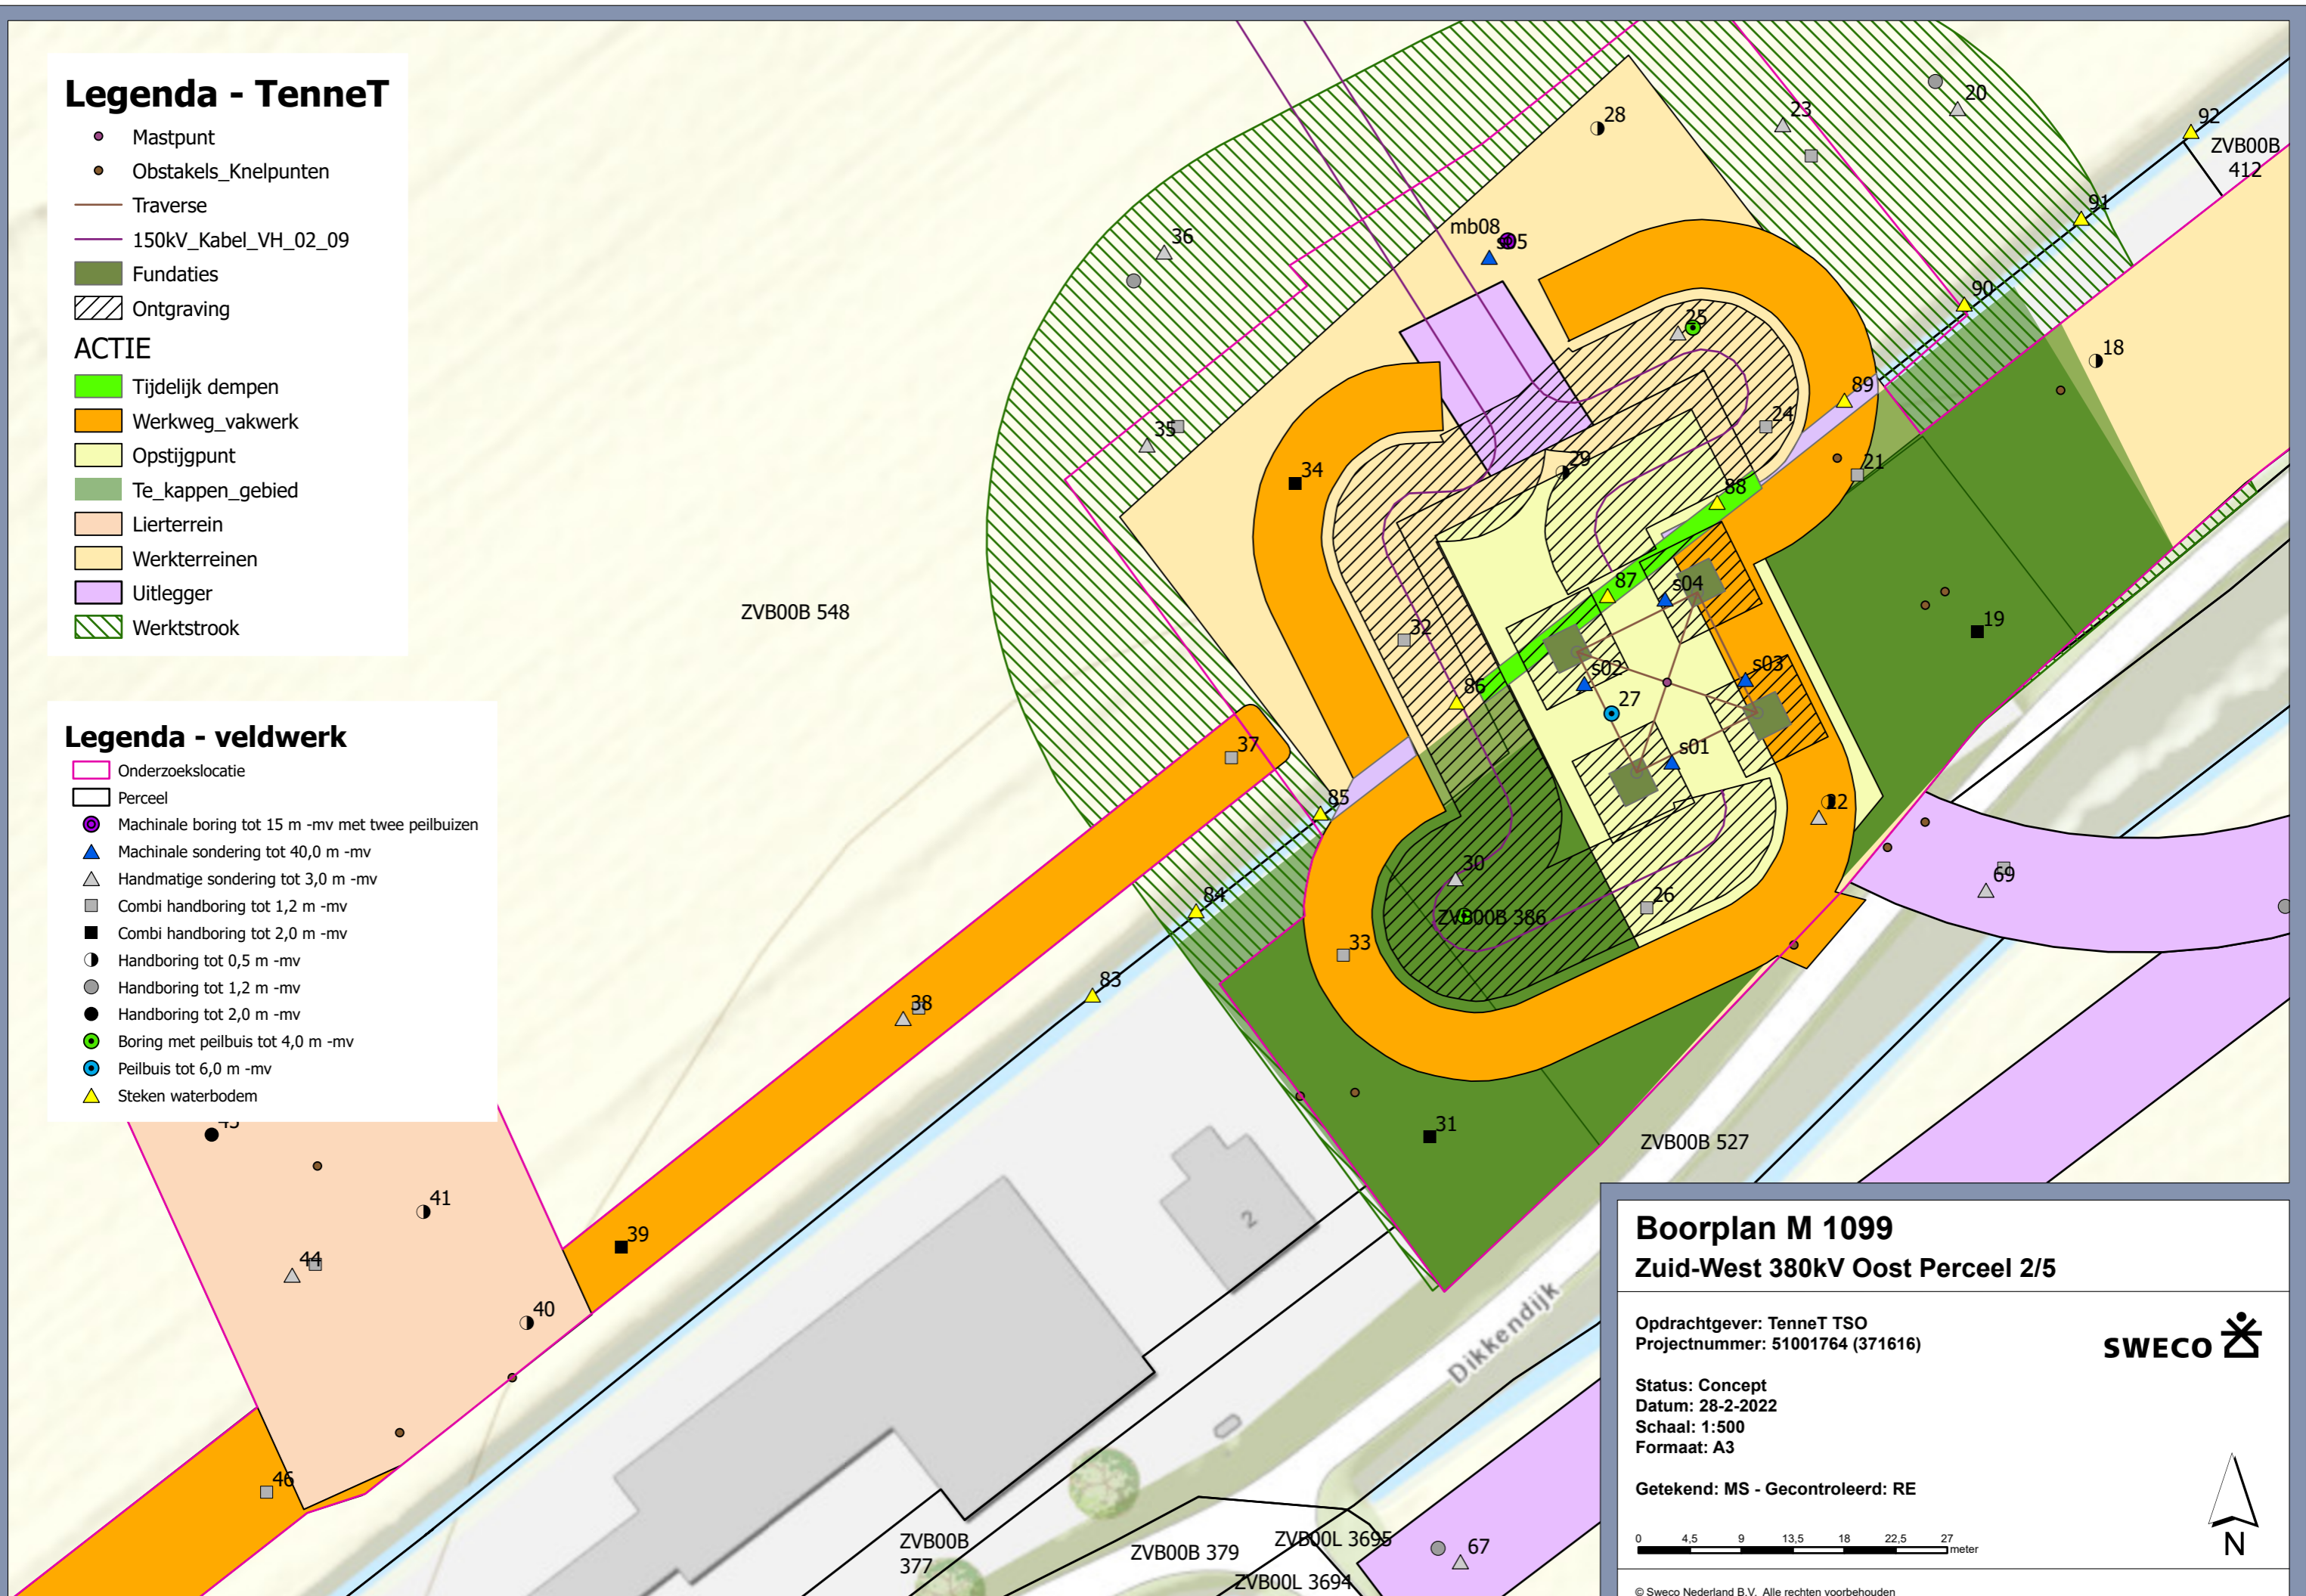 Legenda - TenneT
Mastpunt
Obstakels_Knelpunten
Traverse
150kV_Kabel_VH_02_09
Fundaties
Ontgraving
ACTIE
Tijdelijk dempen
Werkweg_vakwerk
Opstijgpunt
Te_kappen_gebied
Lierterrein
Werkterreinen
Uitlegger
Werktstrook
Legenda - veldwerk
Onderzoekslocatie
Perceel
Machinale boring tot 15 m -mv met twee peilbuizen
Machinale sondering tot 40,0 m -mv
Handmatige sondering tot 3,0 m -mv
Combi handboring tot 1,2 m -mv
Combi handboring tot 2,0 m -mv
Handboring tot 0,5 m -mv
Handboring tot 1,2 m -mv
Handboring tot 2,0 m -mv
Boring met peilbuis tot 4,0 m -mv
Peilbuis tot 6,0 m -mv
Steken waterbodem
28
23
20
92
ZVB00B
412
91
mb08
s05
36
90
25
18
89
35
24
34
29
21
88
87
s04
ZVB00B 548
19
32
s02
s03
86
27
37
s01
85
22
30
69
84
26
ZVB00B 386
33
83
38
31
ZVB00B 527
41
2
39
44
40
Dikkendijk
46
ZVB00B
377
ZVB00B 379
ZVB00L 3695
67
ZVB00L 3694
Boorplan M 1099
Zuid-West 380kV Oost Perceel 2/5
Opdrachtgever: TenneT TSO
Projectnummer: 51001764 (371616)
SWECO
Status: Concept
Datum: 28-2-2022
Schaal: 1:500
Formaat: A3
Getekend: MS - Gecontroleerd: RE
0 4,5 9 13,5 18 22,5 27
meter
N
© Sweco Nederland B.V. Alle rechten voorbehouden